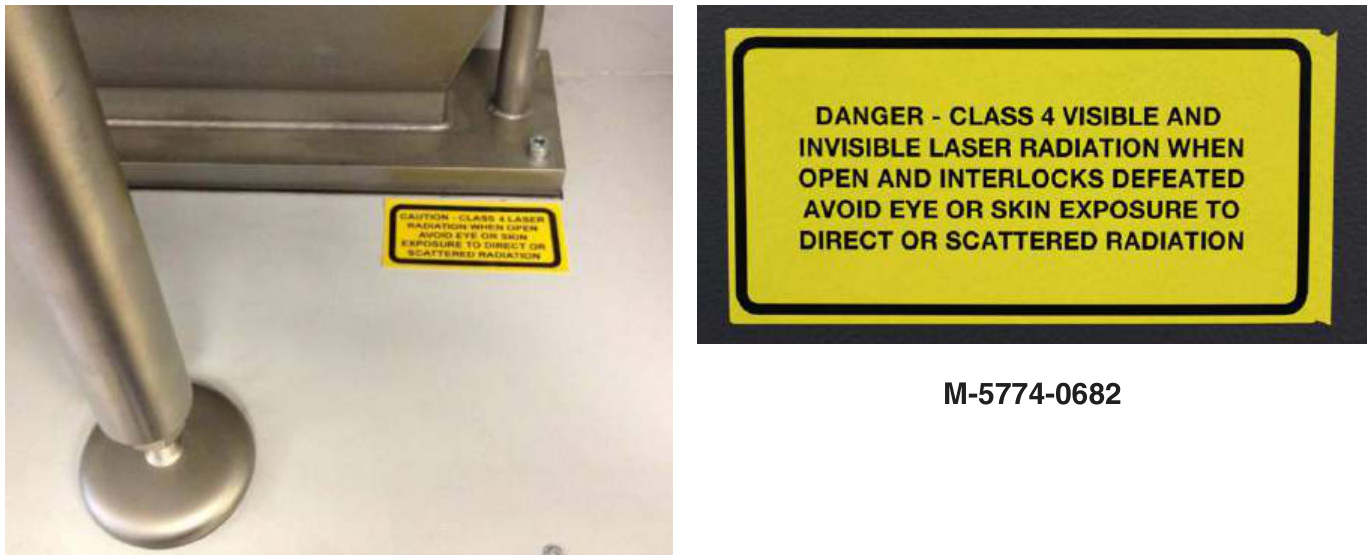 CAUTION - CLASS 4 LASER
RADIATION WHEN OPEN
AVOID EYE OR SKIN
EXPOSURE TO DIRECT OR
SCATTERED RADIATION
DANGER - CLASS 4 VISIBLE AND
INVISIBLE LASER RADIATION WHEN
OPEN AND INTERLOCKS DEFEATED
AVOID EYE OR SKIN EXPOSURE TO
DIRECT OR SCATTERED RADIATION
M-5774-0682